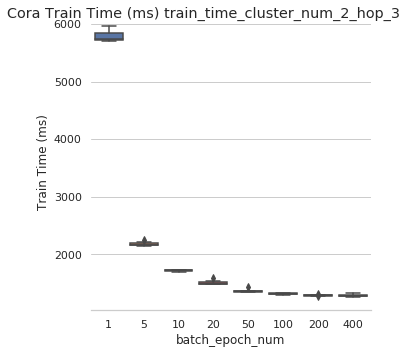 Cora Train Time (ms) train_time_cluster_num_2_hop_3
6000
5000
4000
3000
2000
Train Time (ms)
1 5 10 20 50 100 200 400
batch_epoch_num